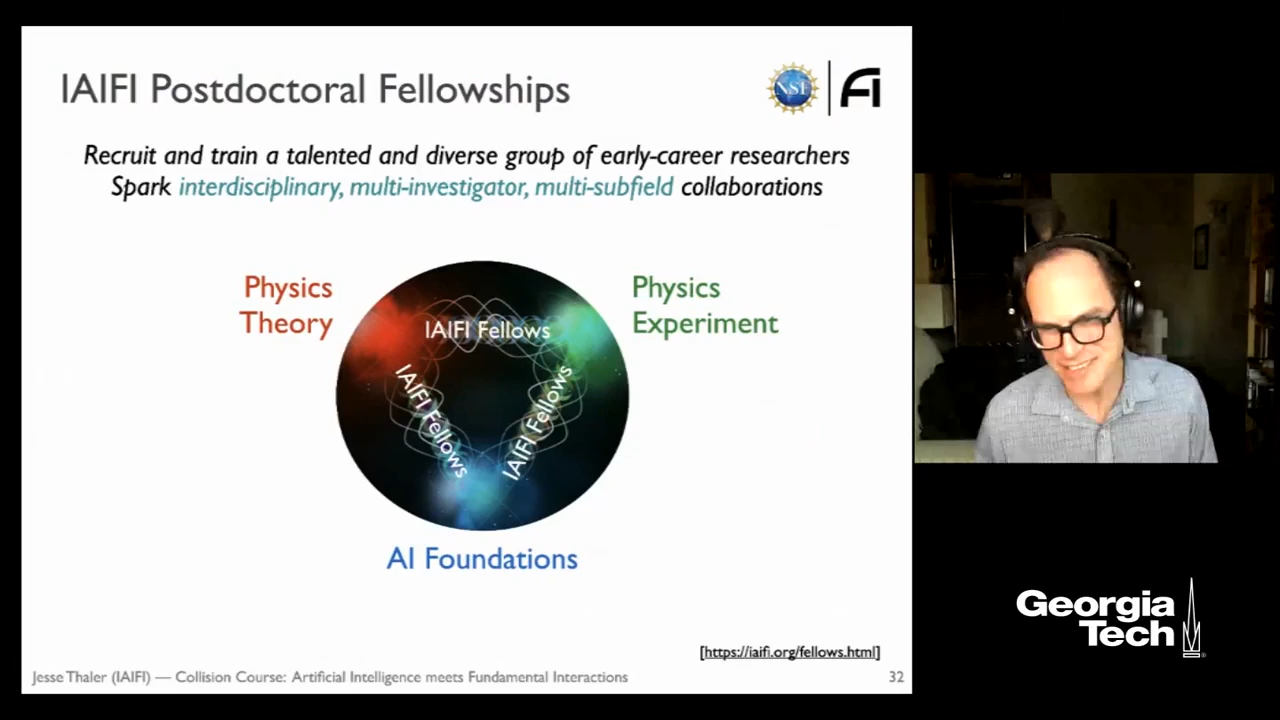 IAIFI Postdoctoral Fellowships
NSF
Recruit and train a talented and diverse group of early-career researchers
Spark interdisciplinary, multi-investigator, multi-subfield collaborations
Physics
Theory
Physics
Experiment
IAIFI Fellows
IAIFI Fellows
IAIFI Fellows
AI Foundations
[https://iaifi.org/fellows.html]
Jesse Thaler (IAIFI) — Collision Course: Artificial Intelligence meets Fundamental Interactions
32
Georgia
Tech